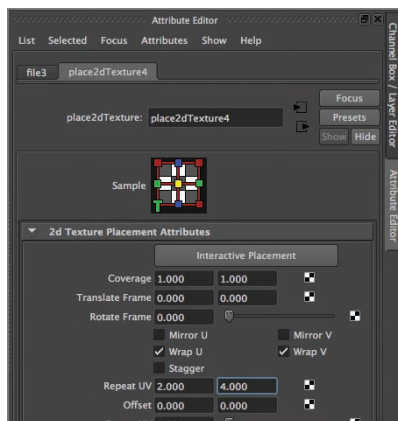 Attribute Editor
List Selected Focus Attributes Show Help
file3 place2dTexture4
Focus
place2dTexture: place2dTexture4
Presets
Show Hide
Sample
2d Texture Placement Attributes
Interactive Placement
Coverage 1.000 1.000
Translate Frame 0.000 0.000
Rotate Frame 0.000
Mirror U Mirror V
Wrap U Wrap V
Stagger
Repeat UV 2.000 4.000
Offset 0.000 0.000
Channel Box / Layer Editor
Attribute Editor